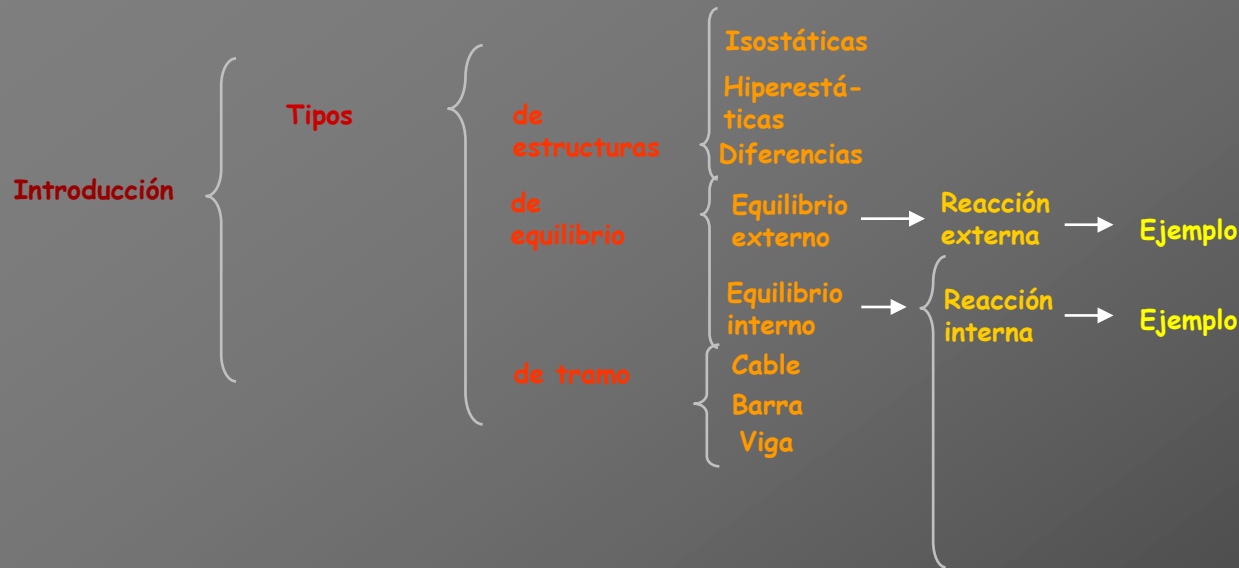 Introducción
Tipos
de
estructuras
Isostáticas
Hiperestá-
ticas
Diferencias
de
equilibrio
Equilibrio
externo
Reacción
externa
Ejemplo
Equilibrio
interno
Reacción
interna
Ejemplo
de tramo
Cable
Barra
Viga